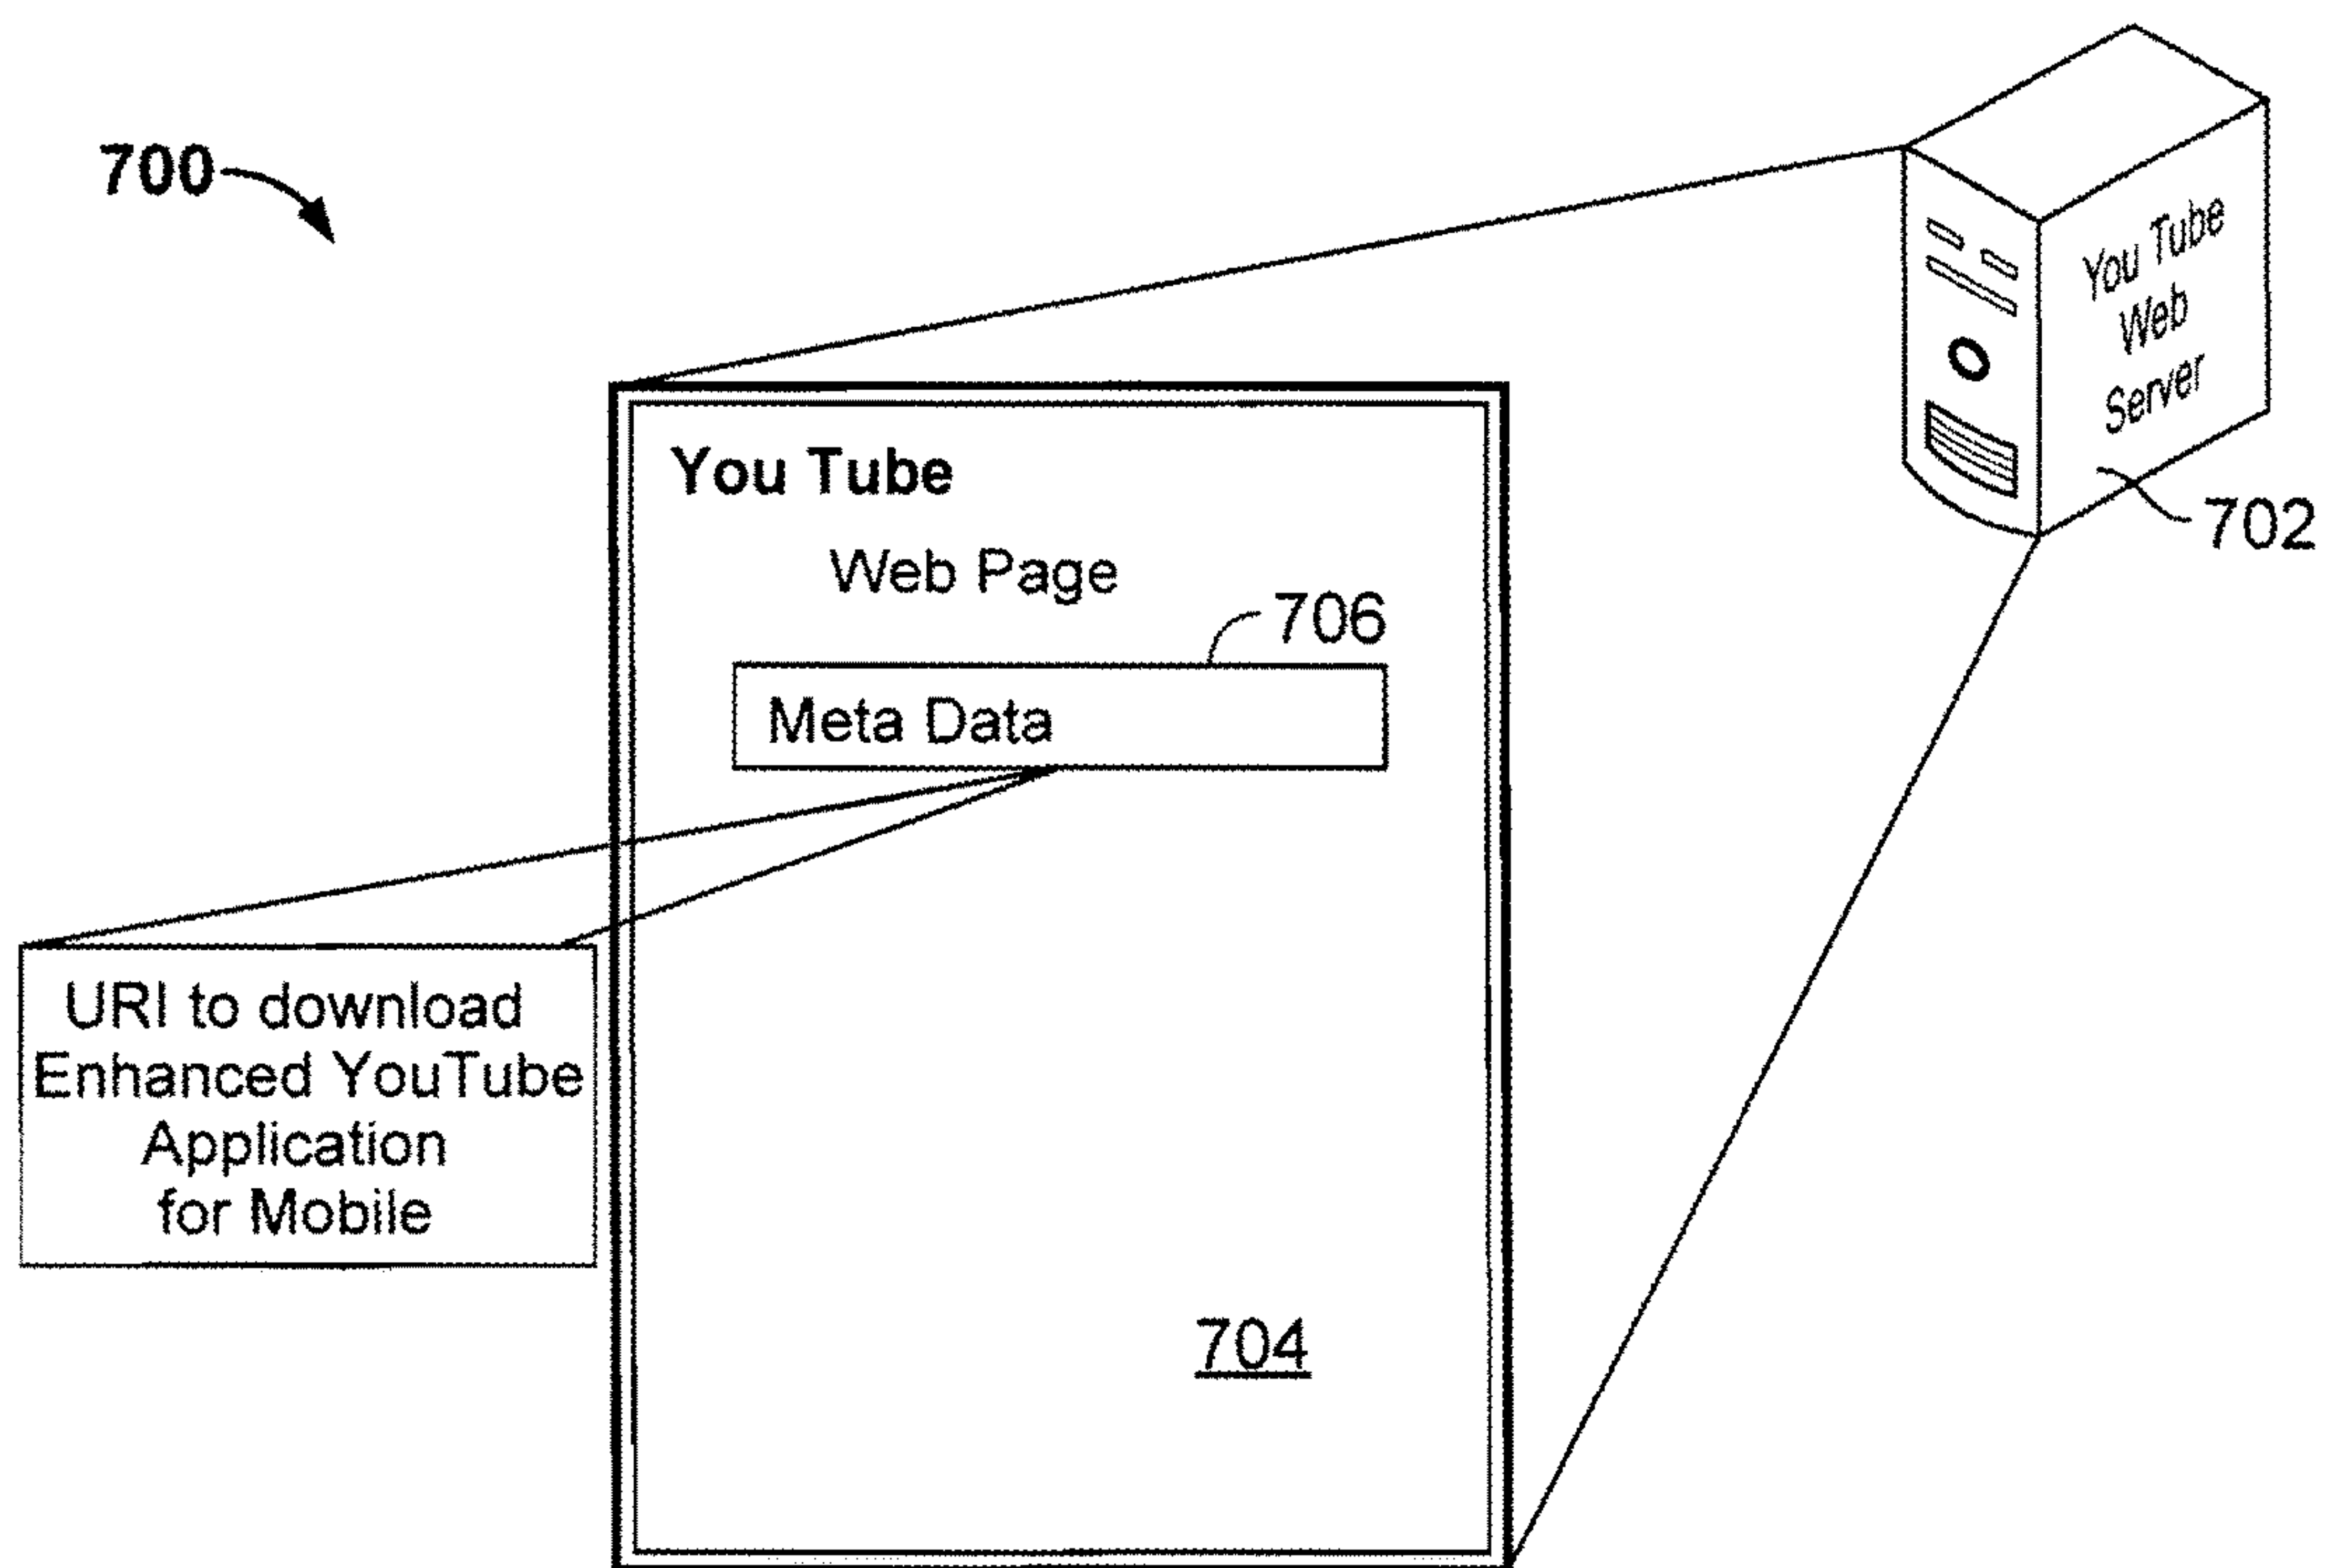 700
You Tube
Web
Server
702
You Tube
Web Page
706
Meta Data
URI to download
Enhanced YouTube
Application
for Mobile
704